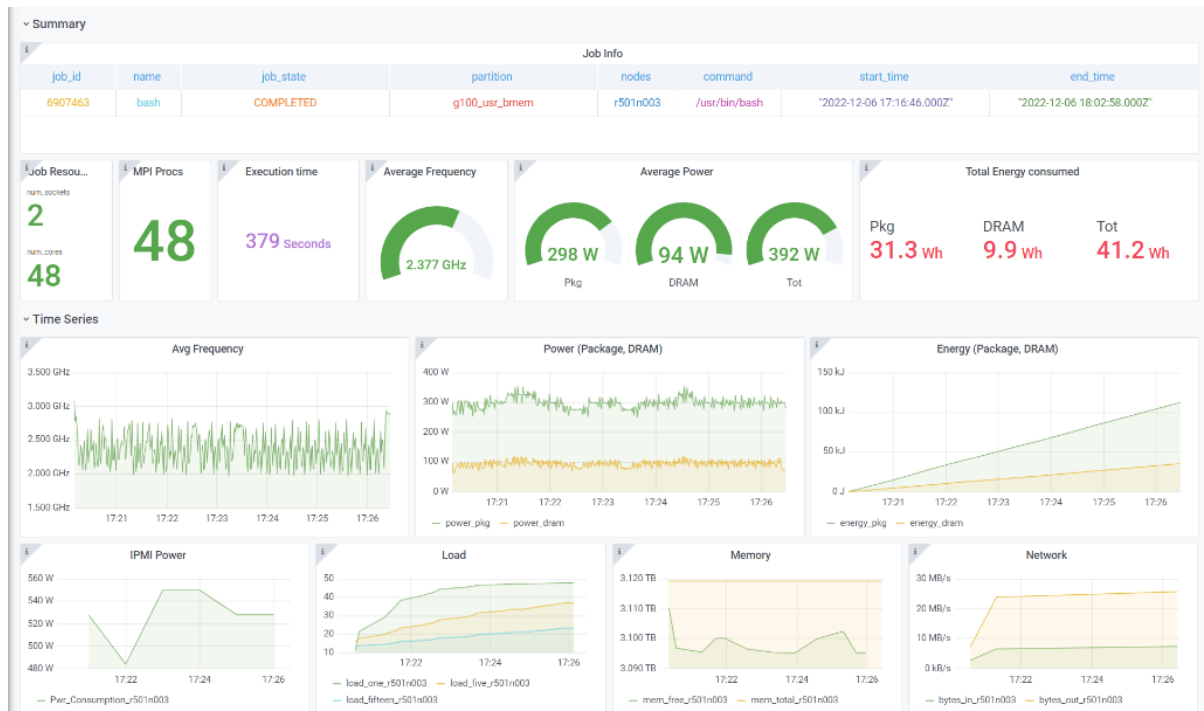 Summary
Job Info
job_id name job_state partition nodes command start_time end_time
6907463 bash COMPLETED g100_usr_bmem r501n003 /usr/bin/bash "2022-12-06 17:16:46.000Z" "2022-12-06 18:02:58.000Z"
Job Resou... MPI Procs Execution time Average Frequency Average Power Total Energy consumed
num_sockets
2
num_cores
48
48
379 Seconds
2.377 GHz
298 W 94 W 392 W
Pkg DRAM Tot
Pkg DRAM Tot
31.3 Wh 9.9 Wh 41.2 Wh
Time Series
Avg Frequency
3.500 GHz
3.000 GHz
2.500 GHz
2.000 GHz
1.500 GHz
17:21 17:22 17:23 17:24 17:25 17:26
Power (Package, DRAM)
400 W
300 W
200 W
100 W
0 W
17:21 17:22 17:23 17:24 17:25 17:26
power_pkg power_dram
Energy (Package, DRAM)
150 kJ
100 kJ
50 kJ
0 J
17:21 17:22 17:23 17:24 17:25 17:26
energy_pkg energy_dram
IPMI Power
560 W
540 W
520 W
500 W
480 W
17:22 17:24 17:26
Pwr_Consumption_r501n003
Load
50
40
30
20
10
17:22 17:24 17:26
load_one_r501n003 load_five_r501n003
load_fifteen_r501n003
Memory
3.120 TB
3.110 TB
3.100 TB
3.090 TB
17:22 17:24 17:26
mem_free_r501n003 mem_total_r501n003
Network
30 MB/s
20 MB/s
10 MB/s
0 kB/s
17:22 17:24 17:26
bytes_in_r501n003 bytes_out_r501n003